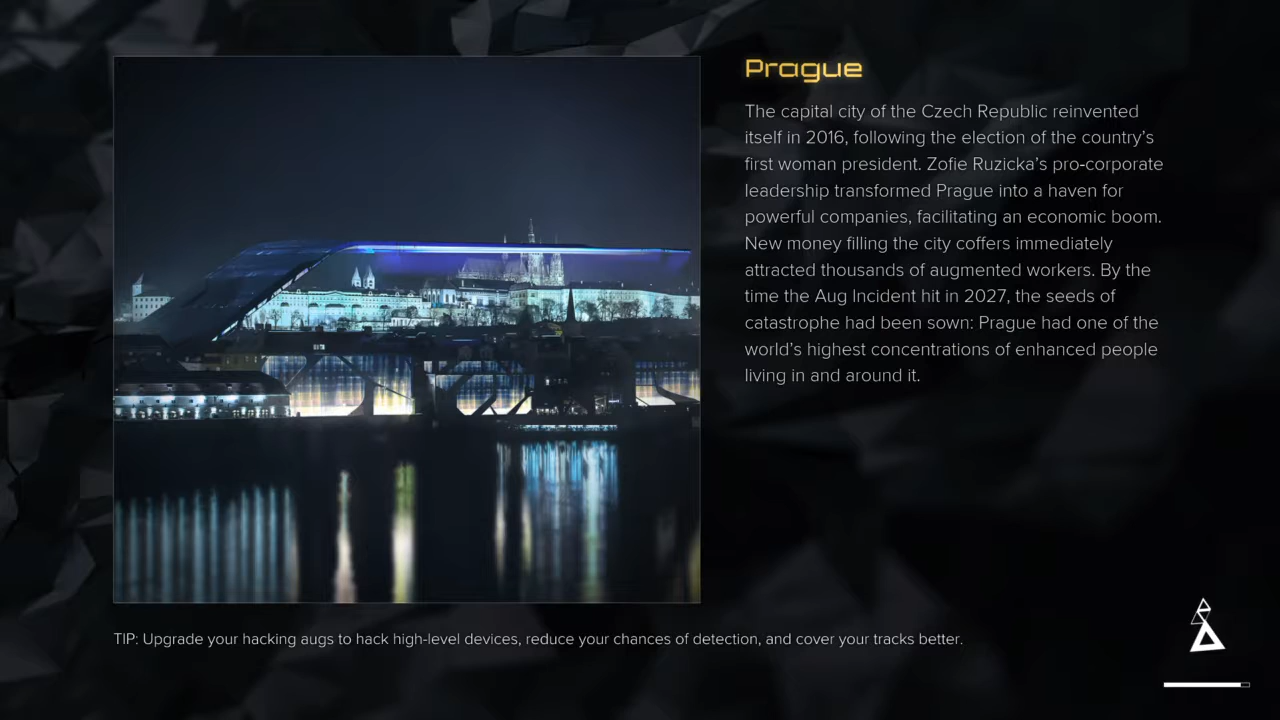 Prague
The capital city of the Czech Republic reinvented
itself in 2016, following the election of the country's
first woman president. Zofie Ruzicka's pro-corporate
leadership transformed Prague into a haven for
powerful companies, facilitating an economic boom.
New money filling the city coffers immediately
attracted thousands of augmented workers. By the
time the Aug Incident hit in 2027, the seeds of
catastrophe had been sown: Prague had one of the
world's highest concentrations of enhanced people
living in and around it.
TIP: Upgrade your hacking augs to hack high-level devices, reduce your chances of detection, and cover your tracks better.